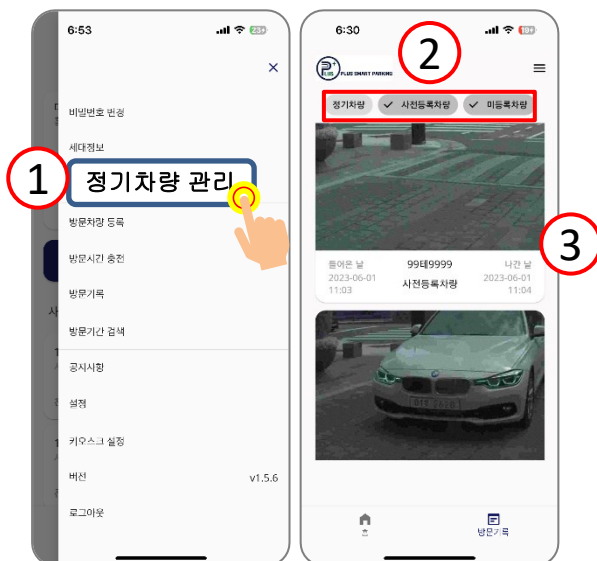 6:53
비밀번호 변경
세대정보
1
정기차량 관리
방문차량 등록
방문시간 충전
방문기록
방문기간 검색
공지사항
설정
키오스크 설정
버전 v1.5.6
로그아웃
6:30
2
PLUS SMART PARKING
정기차량 사전등록차량 미등록차량
3
들어온 날 99테9999 나간 날
2023-06-01 사전등록차량 2023-06-01
11:03 11:04
홈 방문기록